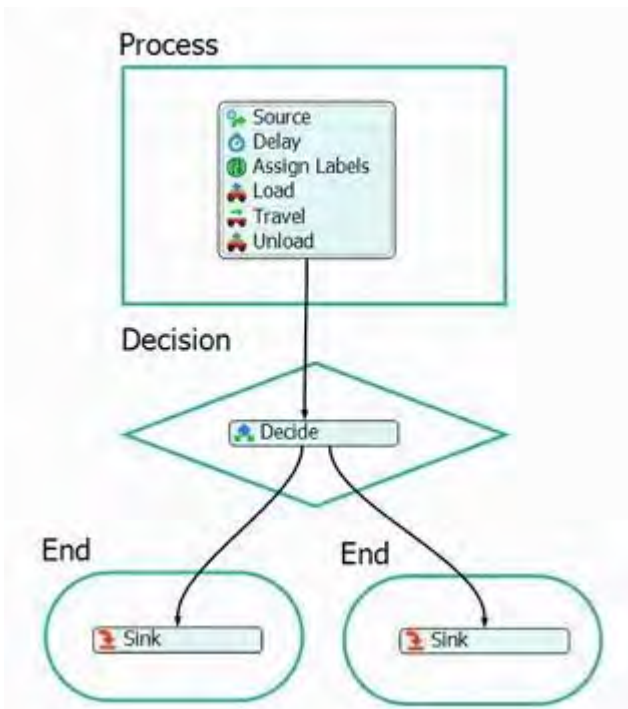 Process
Source
Delay
Assign Labels
Load
Travel
Unload
Decision
Decide
End
End
Sink
Sink